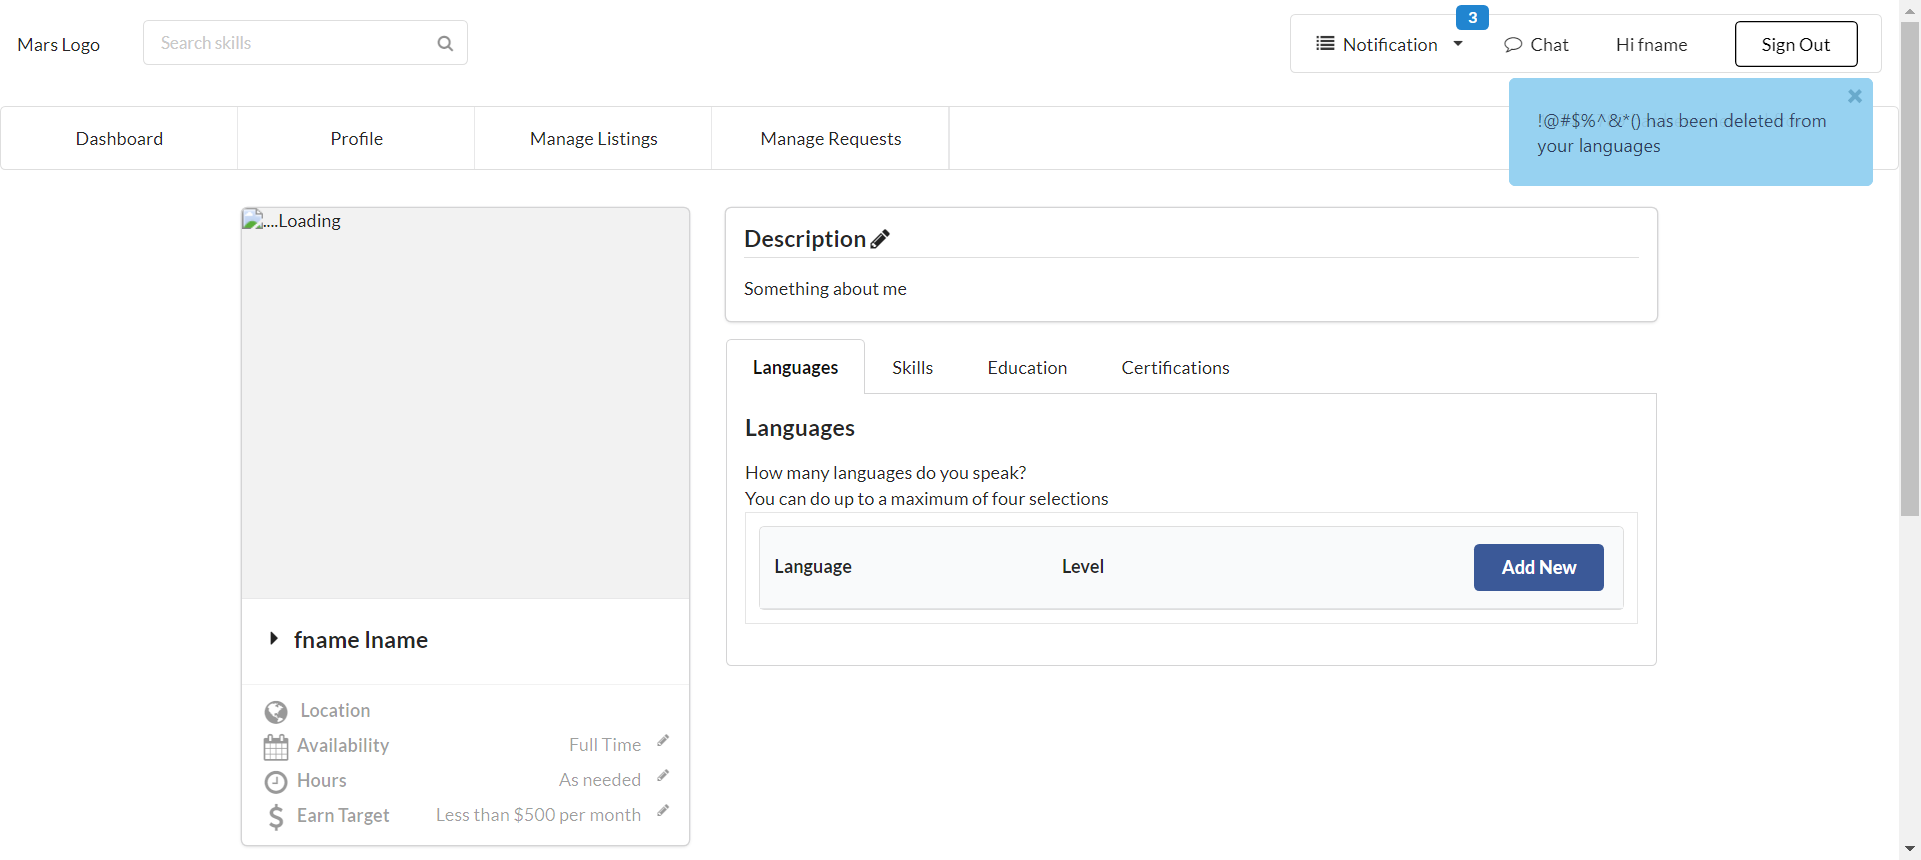 Mars Logo
Search skills
3
Notification
Chat
Hi fname
Sign Out
!@#$%^&*() has been deleted from
your languages
Dashboard
Profile
Manage Listings
Manage Requests
....Loading
fname lname
Location
Availability
Full Time
Hours
As needed
Earn Target
Less than $500 per month
Description
Something about me
Languages
Skills
Education
Certifications
Languages
How many languages do you speak?
You can do up to a maximum of four selections
Language
Level
Add New